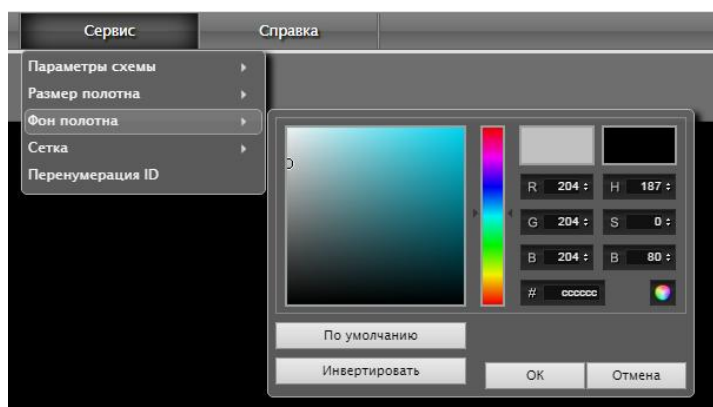 Сервис Справка
Параметры схемы
Размер полотна
Фон полотна
Сетка
Перенумерация ID
R 204 H 187
G 204 S 0
B 204 B 80
# cccccc
По умолчанию
Инвертировать OK Отмена